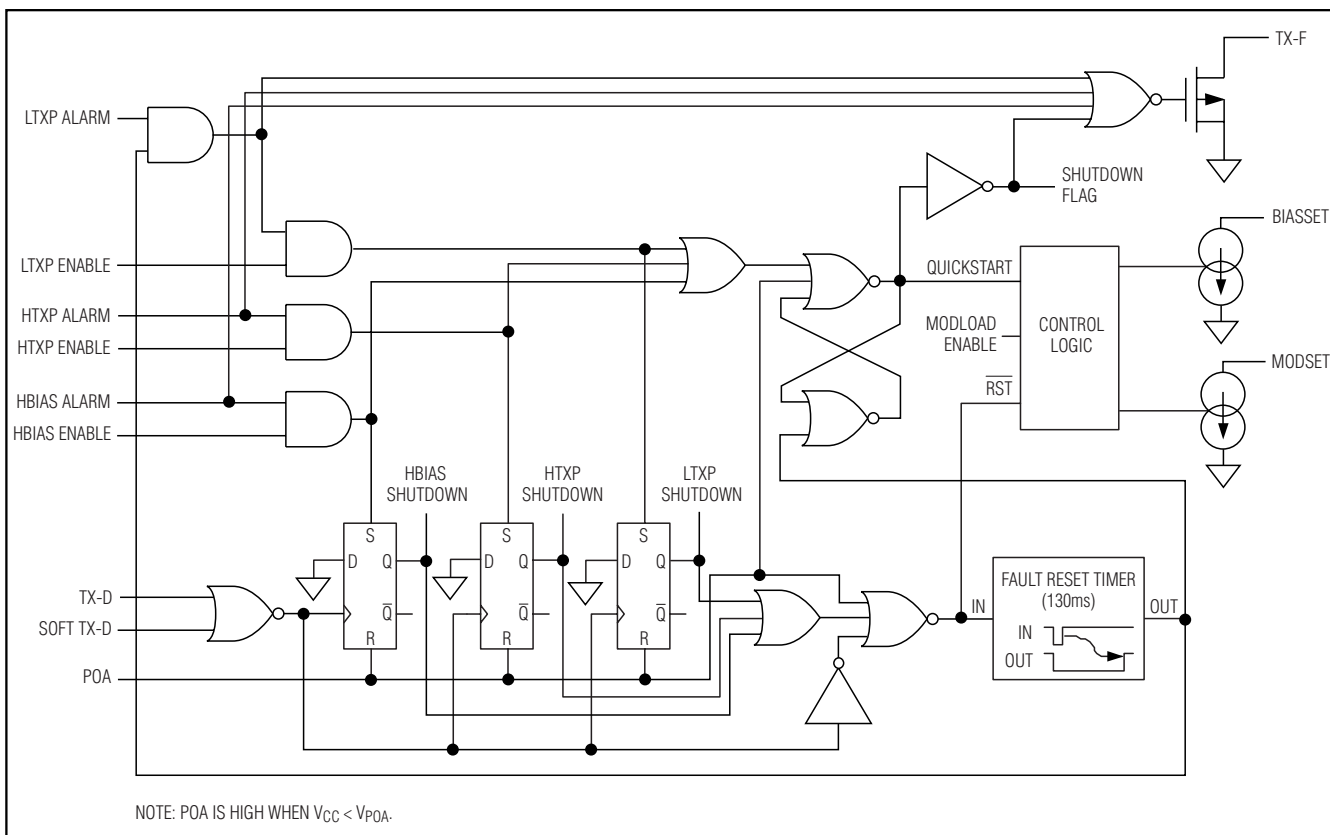 TX-F
LTXP ALARM
SHUTDOWN
FLAG
BIASSET
LTXP ENABLE
QUICKSTART
HTXP ALARM
HTXP ENABLE
MODLOAD
ENABLE
CONTROL
LOGIC
MODSET
RST
HBIAS ALARM
HBIAS ENABLE
HBIAS
SHUTDOWN
HTXP
SHUTDOWN
LTXP
SHUTDOWN
S
D
Q
Q
R
S
D
Q
Q
R
S
D
Q
Q
R
TX-D
SOFT TX-D
POA
IN
FAULT RESET TIMER
(130ms)
IN
OUT
OUT
NOTE: POA IS HIGH WHEN VCC < VPOA.